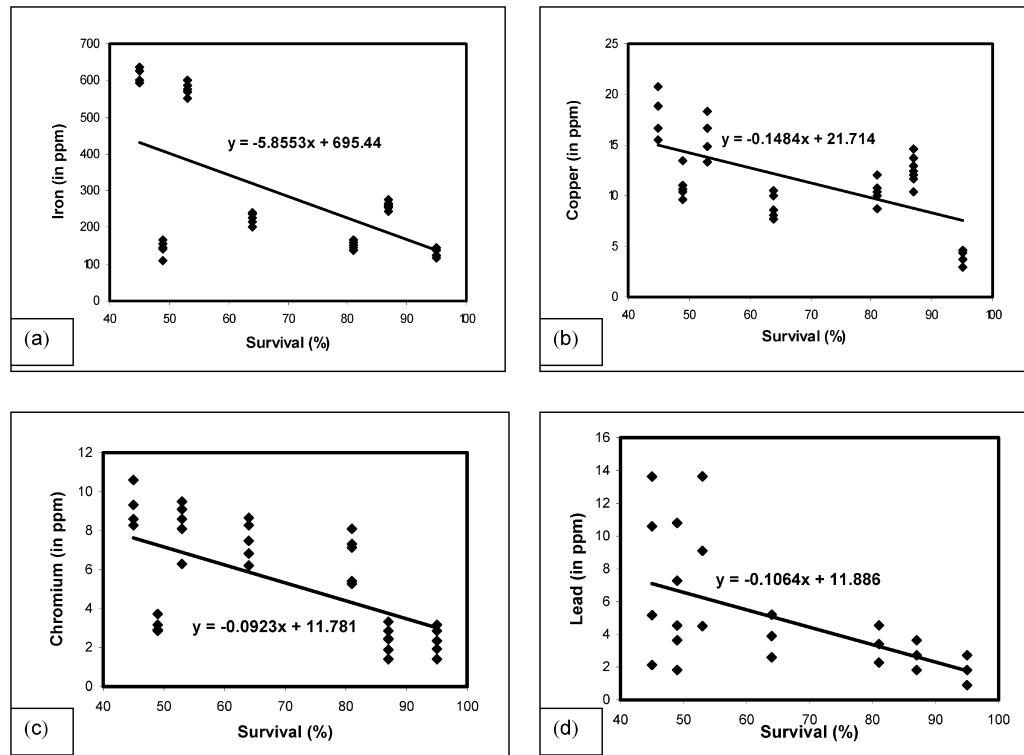 700
600
500
400
300
200
100
0
Iron (in ppm)
y = -5.8553x + 695.44
40 50 60 70 80 90 100
Survival (%)
(a)
25
20
15
10
5
0
Copper (in ppm)
y = -0.1484x + 21.714
40 50 60 70 80 90 100
Survival (%)
(b)
12
10
8
6
4
2
0
Chromium (in ppm)
y = -0.0923x + 11.781
40 50 60 70 80 90 100
Survival (%)
(c)
16
14
12
10
8
6
4
2
0
Lead (in ppm)
y = -0.1064x + 11.886
40 50 60 70 80 90 100
Survival (%)
(d)